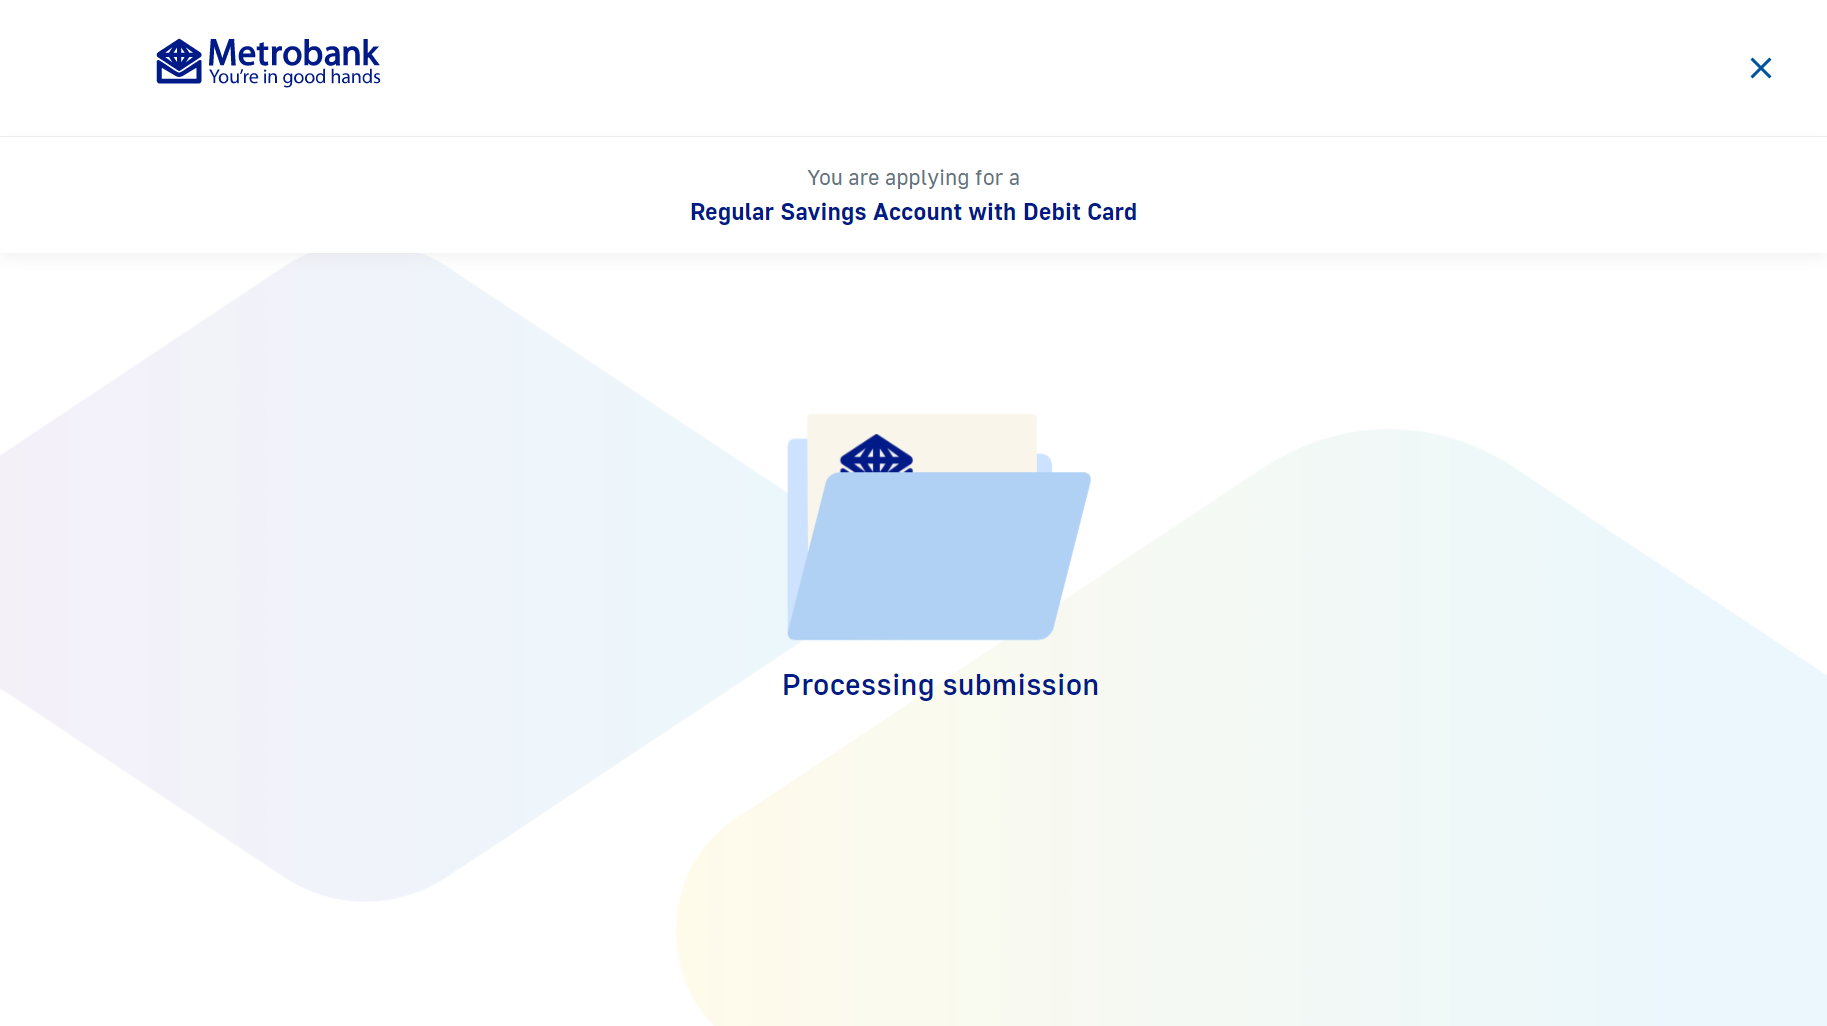 Metrobank
You're in good hands
You are applying for a
Regular Savings Account with Debit Card
Processing submission